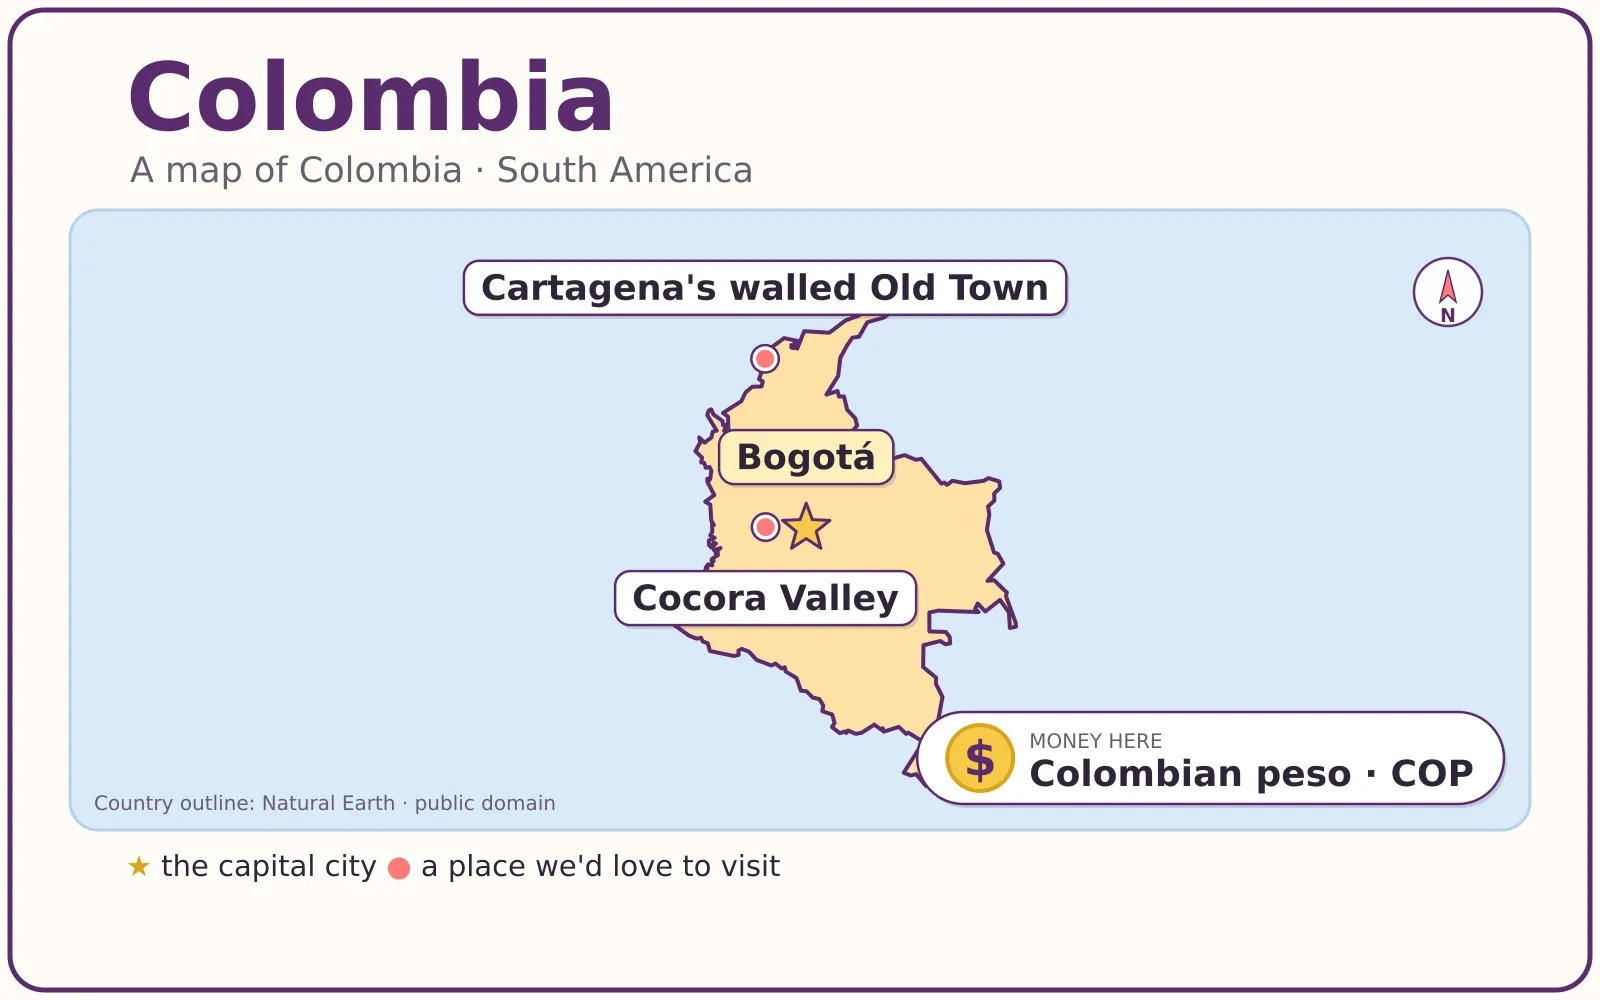 Colombia
A map of Colombia · South America
Cartagena's walled Old Town
N
Bogotá
Cocora Valley
$
MONEY HERE
Colombian peso · COP
Country outline: Natural Earth · public domain
★ the capital city ● a place we'd love to visit